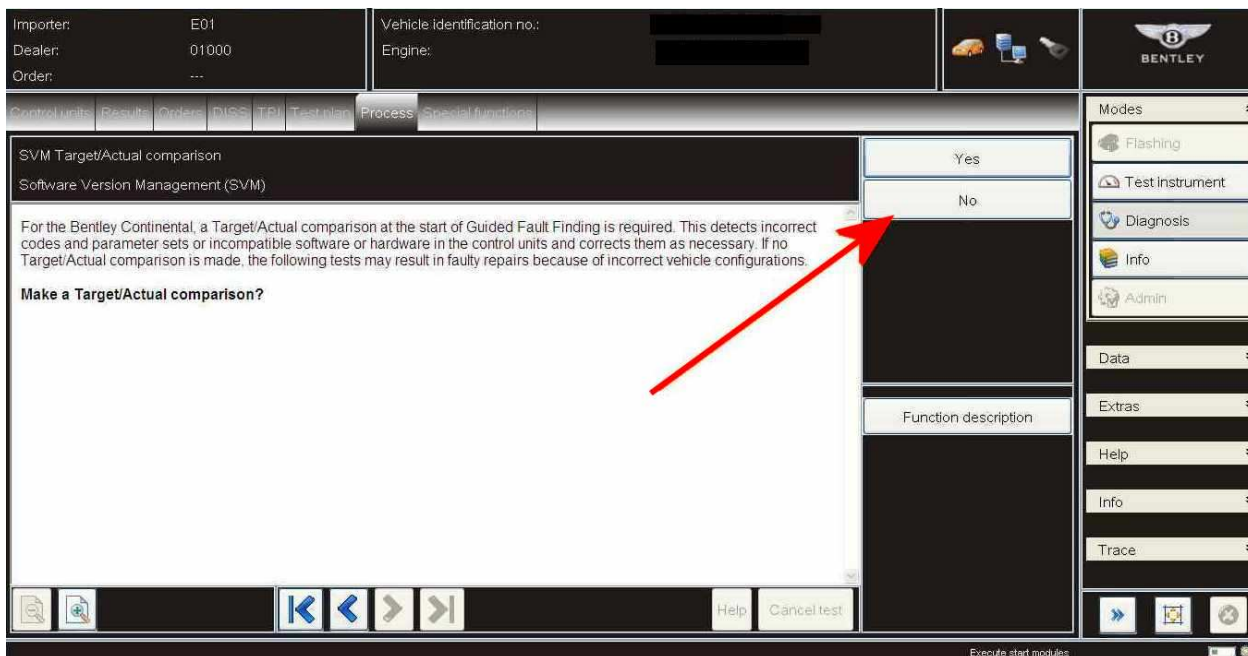 Importer: E01
Dealer: 01000
Order: ---
Vehicle identification no.:
Engine:
BENTLEY
Control units Results Orders DISS TPI Test plan Process Special functions
SVM Target/Actual comparison
Software Version Management (SVM)
For the Bentley Continental, a Target/Actual comparison at the start of Guided Fault Finding is required. This detects incorrect
codes and parameter sets or incompatible software or hardware in the control units and corrects them as necessary. If no
Target/Actual comparison is made, the following tests may result in faulty repairs because of incorrect vehicle configurations.
Make a Target/Actual comparison?
Yes
No
Function description
Help
Cancel test
Modes
Flashing
Test instrument
Diagnosis
Info
Admin
Data
Extras
Help
Info
Trace
Execute start modules